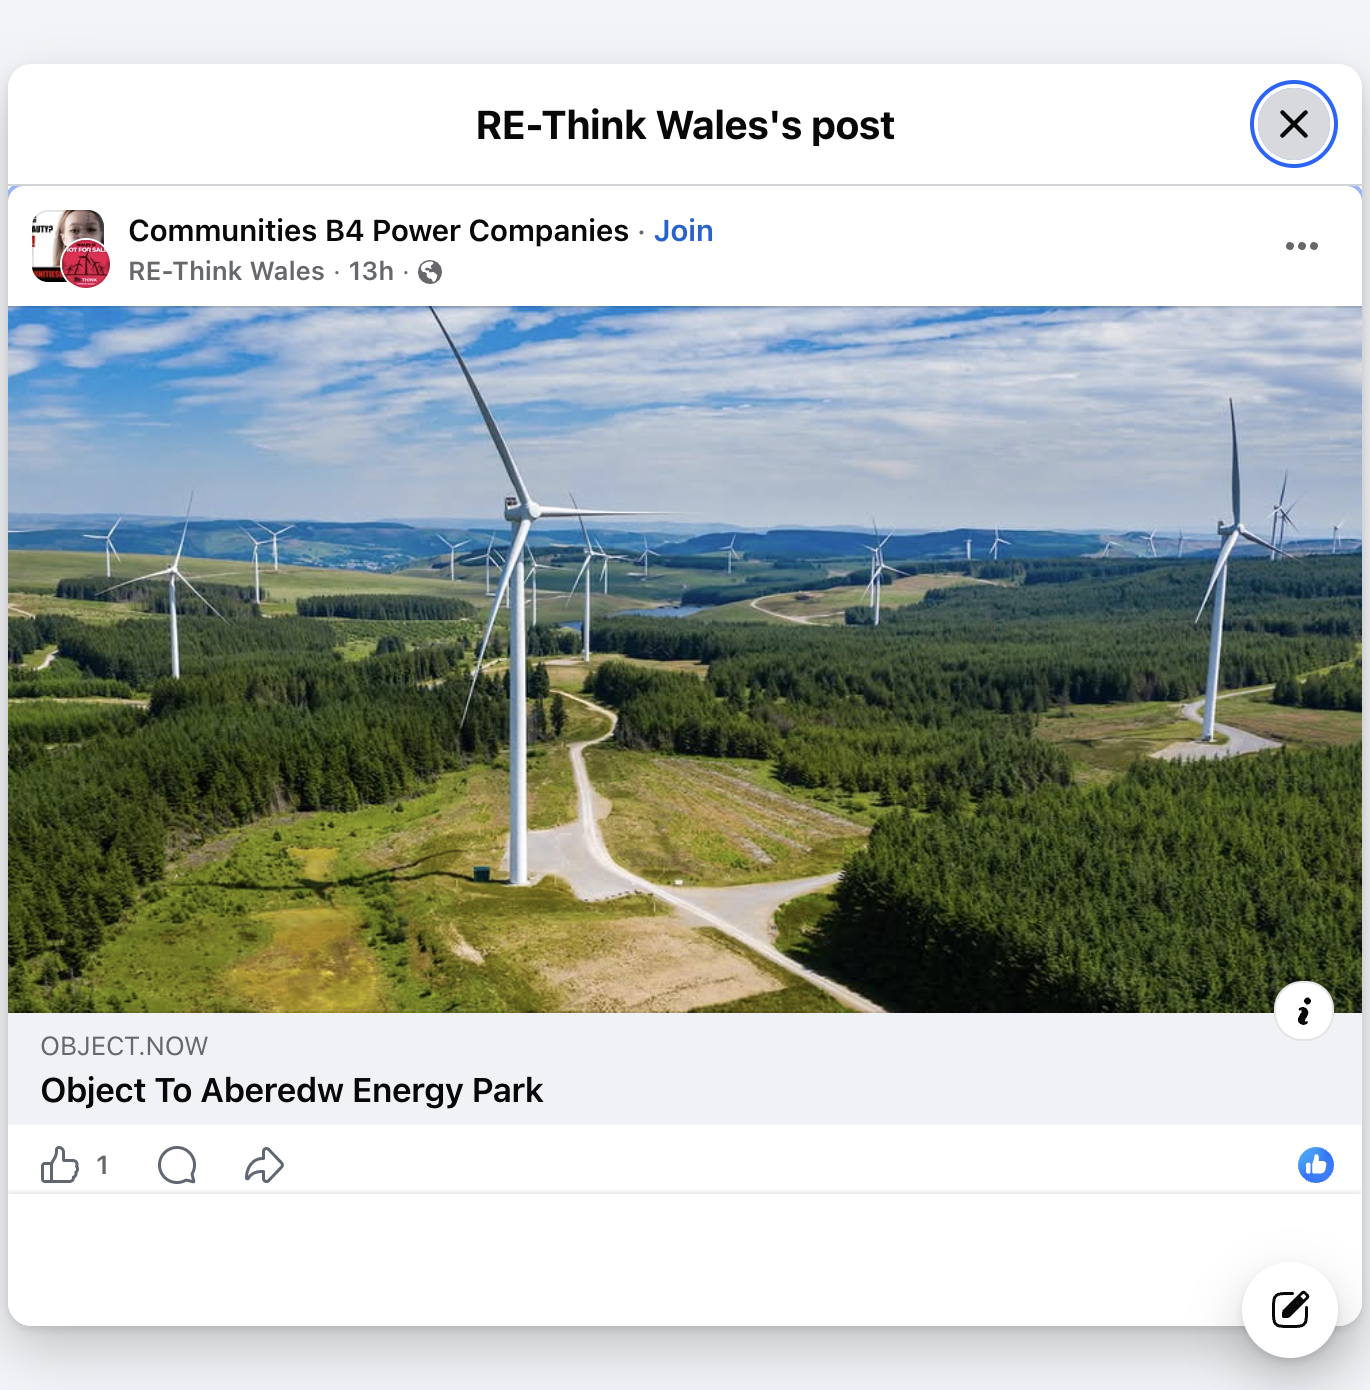 RE-Think Wales's post
Communities B4 Power Companies · Join
RE-Think Wales · 13h ·
OBJECT.NOW
Object To Aberedw Energy Park
1